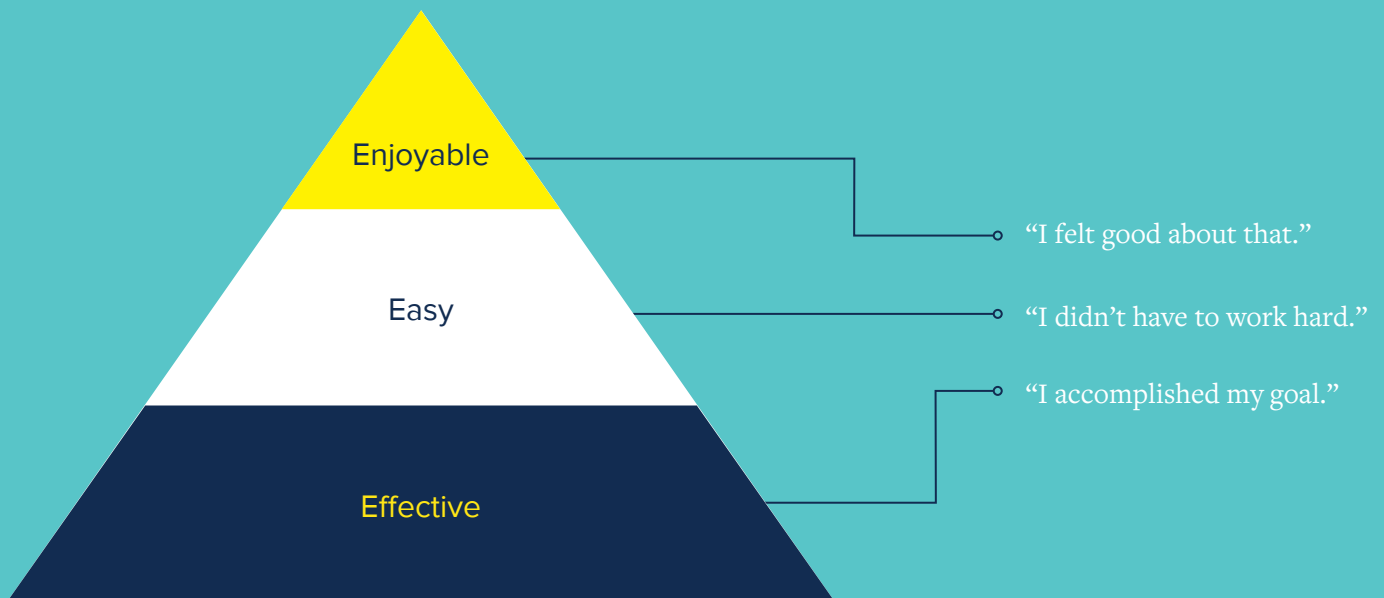 Enjoyable
“I felt good about that.”
Easy
“I didn’t have to work hard.”
“I accomplished my goal.”
Effective